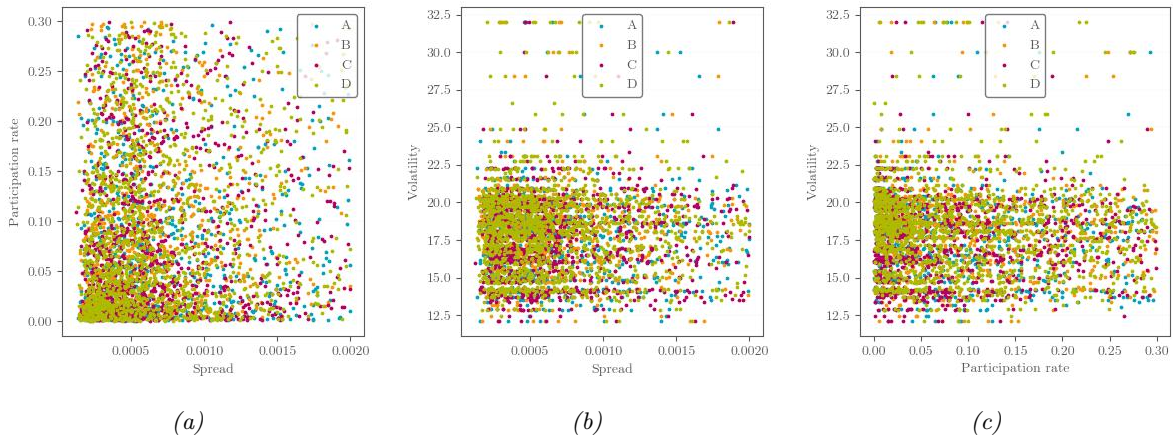 0.30
0.25
0.20
0.15
0.10
0.05
0.00
Participation rate
0.0005 0.0010 0.0015 0.0020
Spread
A
B
C
D
(a)
32.5
30.0
27.5
25.0
22.5
20.0
17.5
15.0
12.5
Volatility
0.0005 0.0010 0.0015 0.0020
Spread
A
B
C
D
(b)
32.5
30.0
27.5
25.0
22.5
20.0
17.5
15.0
12.5
Volatility
0.00 0.05 0.10 0.15 0.20 0.25 0.30
Participation rate
A
B
C
D
(c)